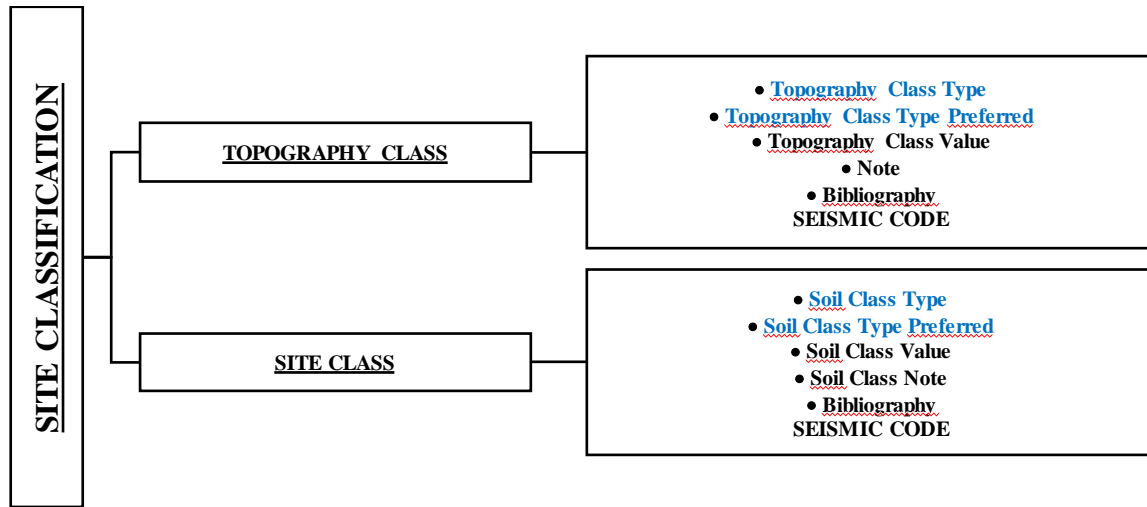 SITE CLASSIFICATION
TOPOGRAPHY CLASS
● Topography Class Type
● Topography Class Type Preferred
● Topography Class Value
● Note
● Bibliography
SEISMIC CODE
SITE CLASS
● Soil Class Type
● Soil Class Type Preferred
● Soil Class Value
● Soil Class Note
● Bibliography
SEISMIC CODE